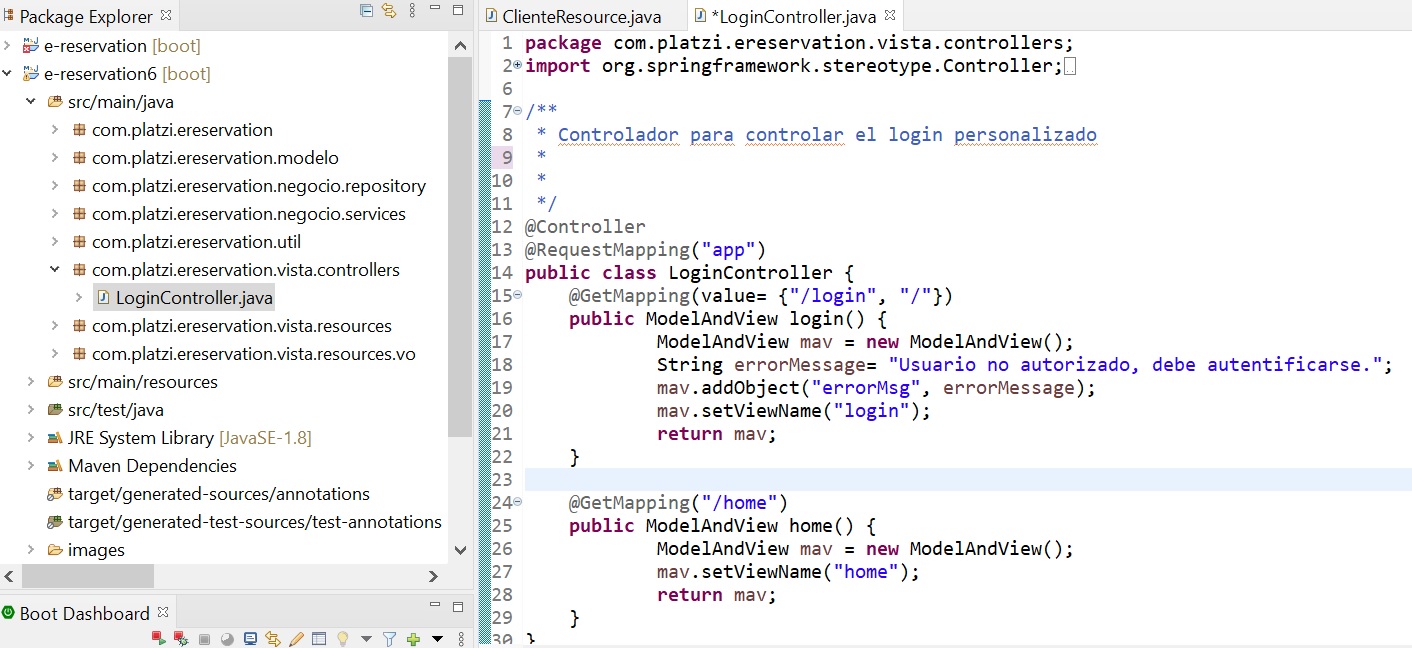 Package Explorer
e-reservation [boot]
e-reservation6 [boot]
src/main/java
com.platzi.ereservation
com.platzi.ereservation.modelo
com.platzi.ereservation.negocio.repository
com.platzi.ereservation.negocio.services
com.platzi.ereservation.util
com.platzi.ereservation.vista.controllers
LoginController.java
com.platzi.ereservation.vista.resources
com.platzi.ereservation.vista.resources.vo
src/main/resources
src/test/java
JRE System Library [JavaSE-1.8]
Maven Dependencies
target/generated-sources/annotations
target/generated-test-sources/test-annotations
images
Boot Dashboard
ClienteResource.java
*LoginController.java
1 package com.platzi.ereservation.vista.controllers;
2 import org.springframework.stereotype.Controller;
6
7 /**
8 * Controlador para controlar el login personalizado
9 *
10 *
11 */
12 @Controller
13 @RequestMapping("app")
14 public class LoginController {
15 @GetMapping(value= {"/login", "/"})
16 public ModelAndView login() {
17 ModelAndView mav = new ModelAndView();
18 String errorMessage= "Usuario no autorizado, debe autentificarse.";
19 mav.addObject("errorMsg", errorMessage);
20 mav.setViewName("login");
21 return mav;
22 }
23
24 @GetMapping("/home")
25 public ModelAndView home() {
26 ModelAndView mav = new ModelAndView();
27 mav.setViewName("home");
28 return mav;
29 }
30 }